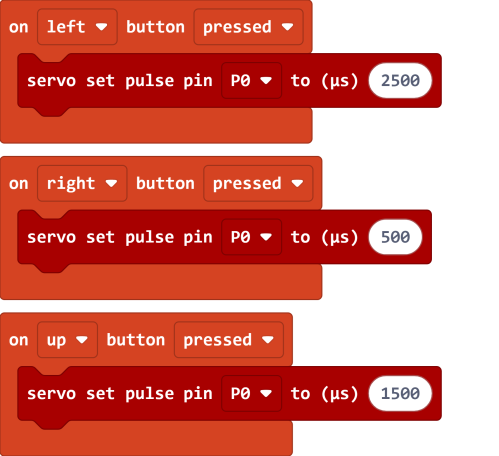 on left button pressed
servo set pulse pin P0 to (µs) 2500
on right button pressed
servo set pulse pin P0 to (µs) 500
on up button pressed
servo set pulse pin P0 to (µs) 1500